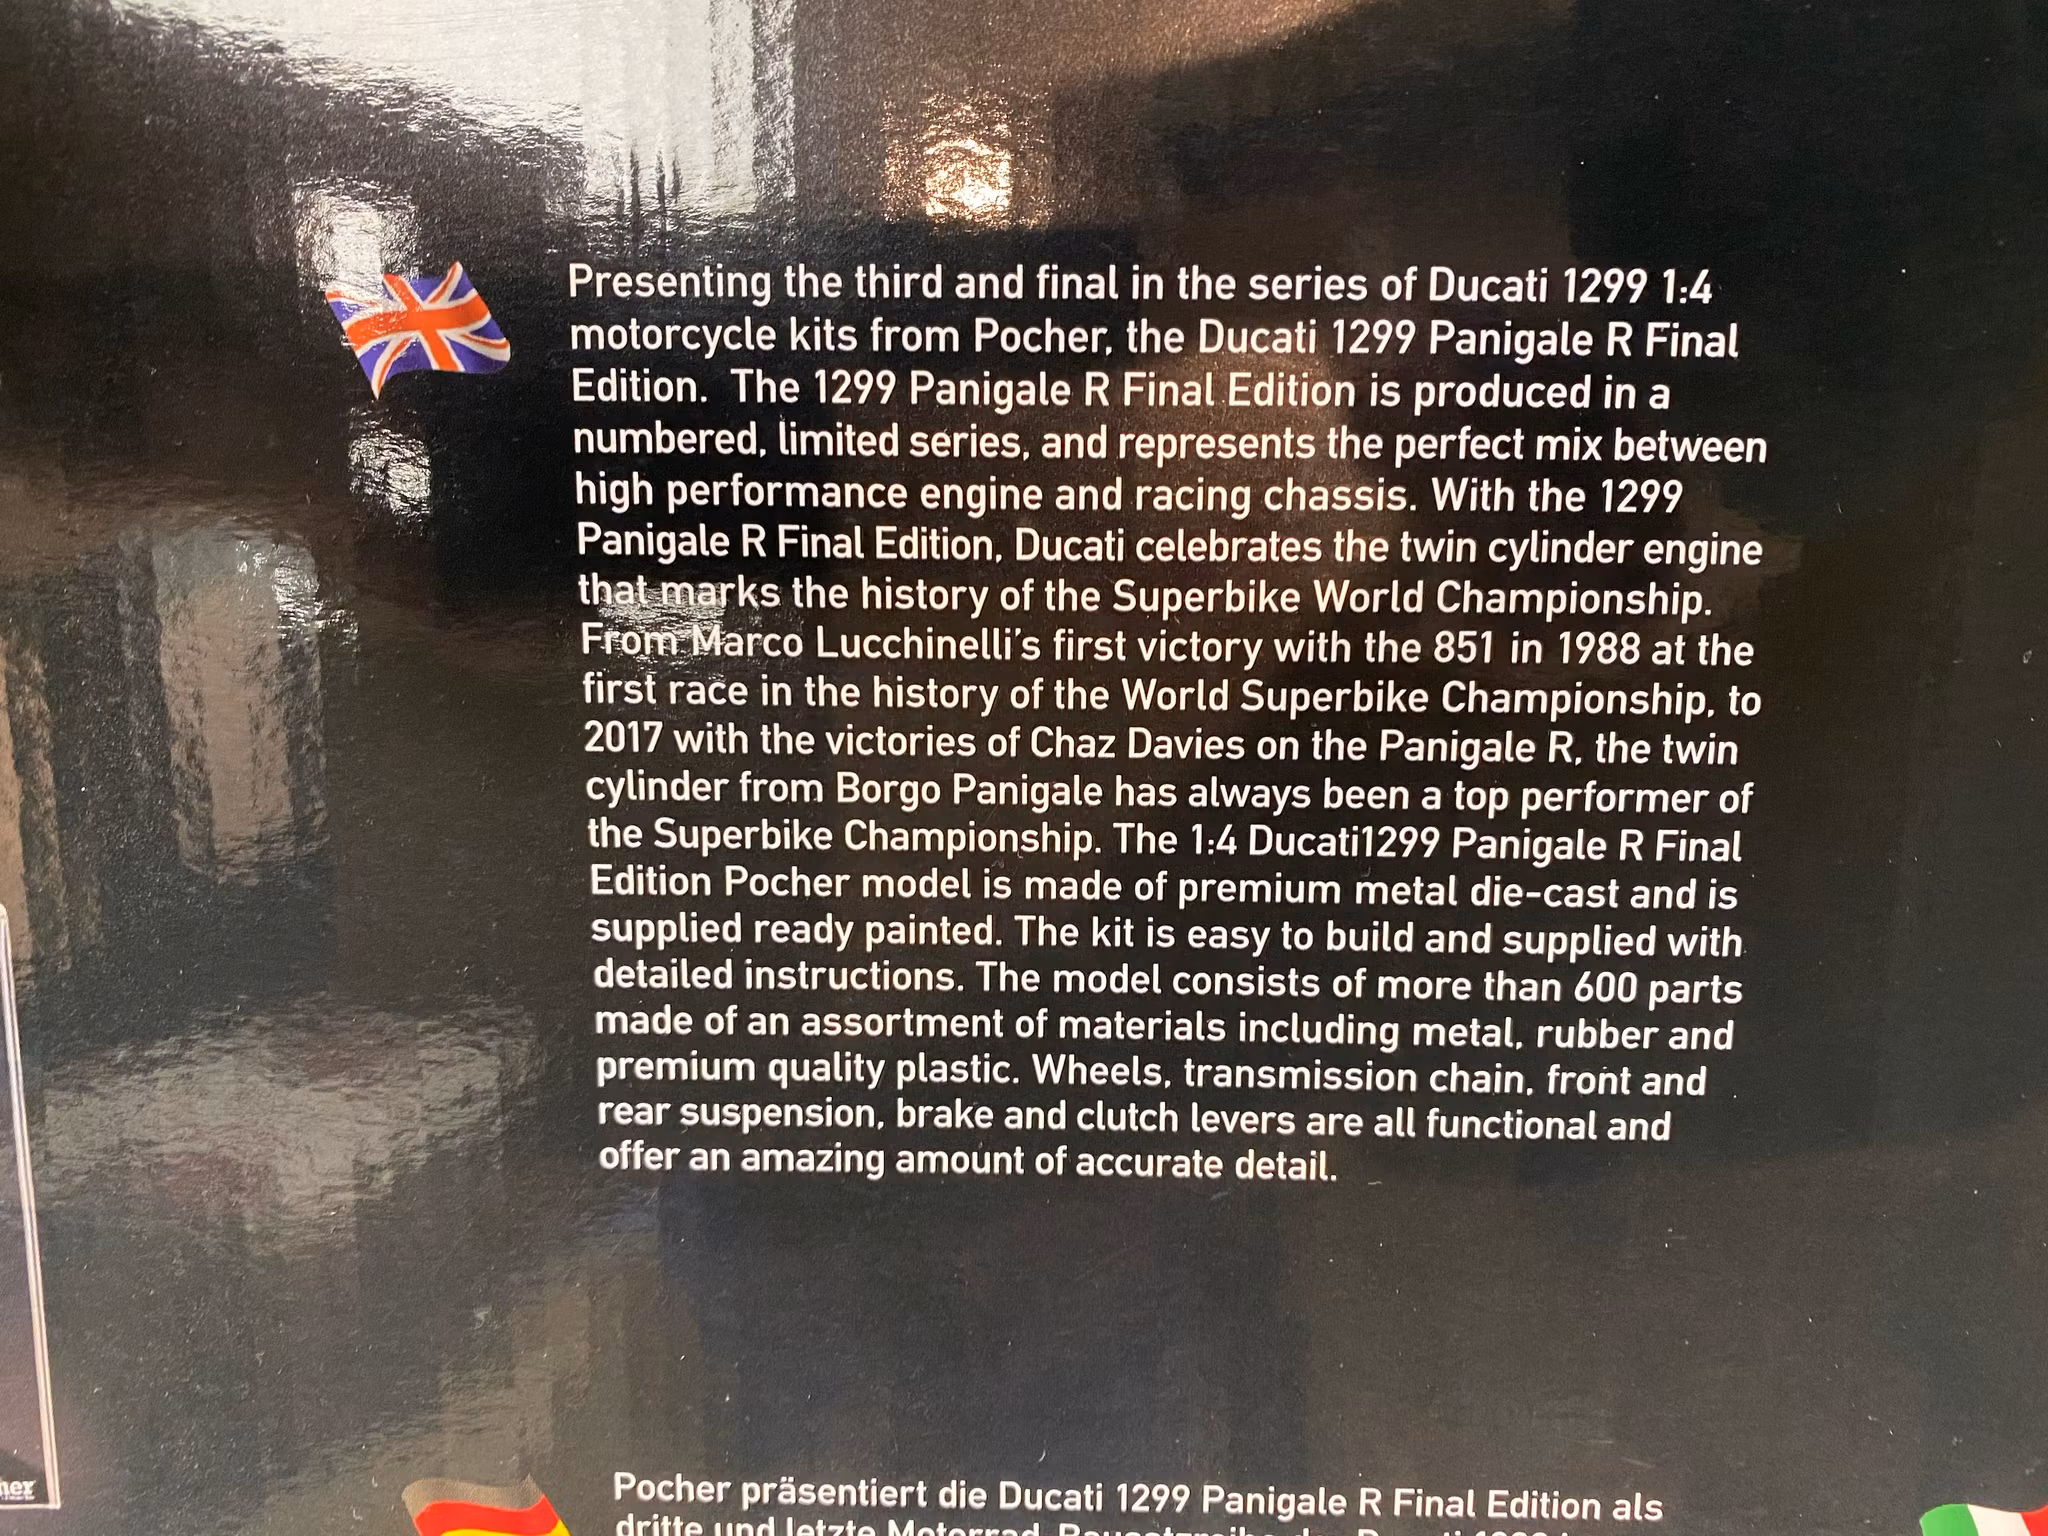 Presenting the third and final in the series of Ducati 1299 1:4
motorcycle kits from Pocher, the Ducati 1299 Panigale R Final
Edition.  The 1299 Panigale R Final Edition is produced in a
numbered, limited series, and represents the perfect mix between
high performance engine and racing chassis. With the 1299
Panigale R Final Edition, Ducati celebrates the twin cylinder engine
that marks the history of the Superbike World Championship.
From Marco Lucchinelli's first victory with the 851 in 1988 at the
first race in the history of the World Superbike Championship, to
2017 with the victories of Chaz Davies on the Panigale R, the twin
cylinder from Borgo Panigale has always been a top performer of
the Superbike Championship. The 1:4 Ducati1299 Panigale R Final
Edition Pocher model is made of premium metal die-cast and is
supplied ready painted. The kit is easy to build and supplied with
detailed instructions. The model consists of more than 600 parts
made of an assortment of materials including metal, rubber and
premium quality plastic. Wheels, transmission chain, front and
rear suspension, brake and clutch levers are all functional and
offer an amazing amount of accurate detail.
Pocher präsentiert die Ducati 1299 Panigale R Final Edition als
dritte und letzte Motorrad